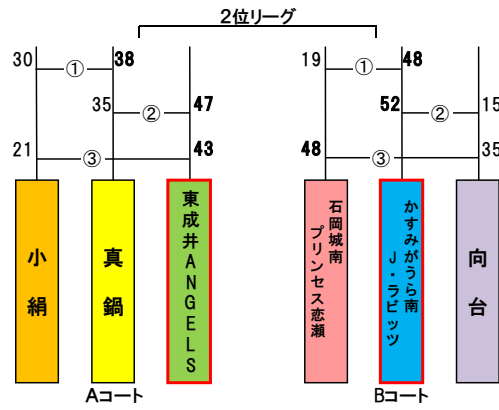 2位リーグ
30 ① 38 19 ① 48
35 ② 47 52 ② 15
21 ③ 43 48 ③ 35
小絹
真鍋
東成井ANGELS
石岡城南
プリンセス恋瀬
かすみがうら南
J・ラビッツ
向台
Aコート Bコート